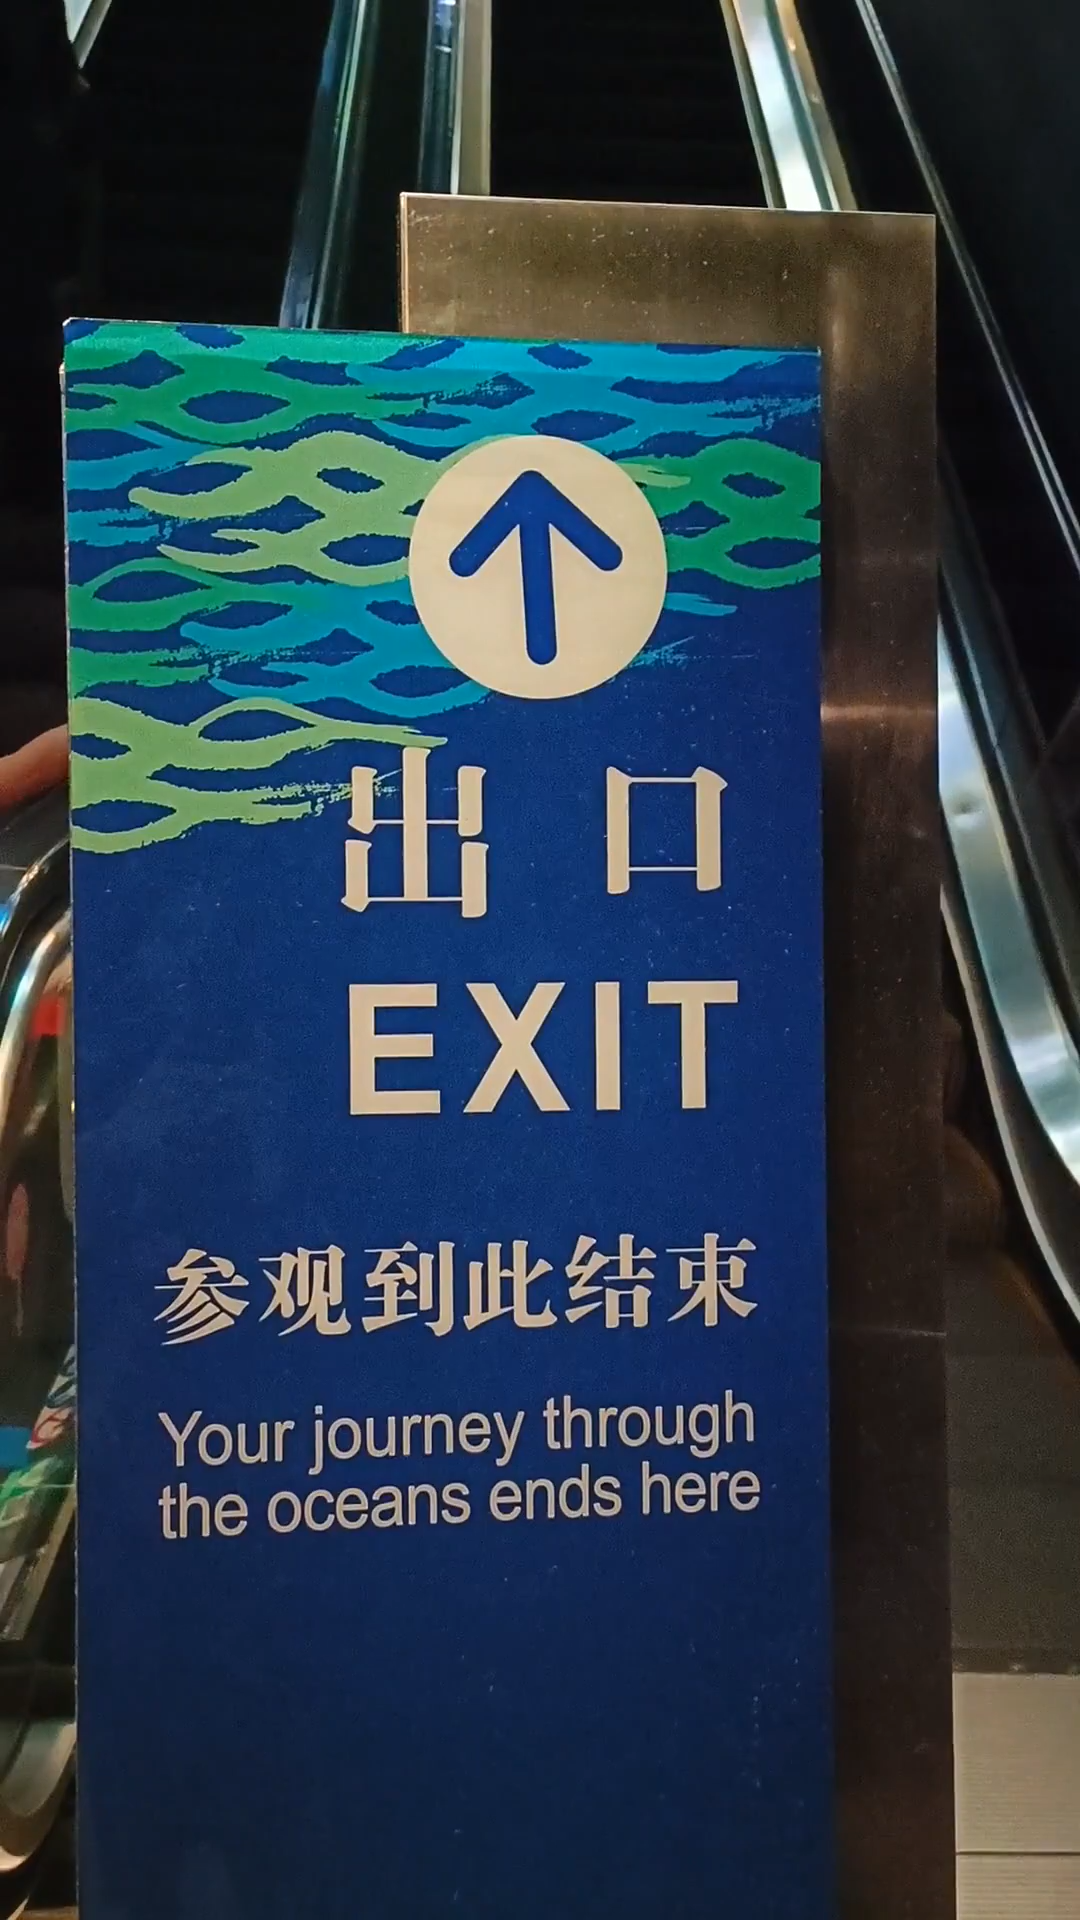 出口
EXIT
参观到此结束
Your journey through
the oceans ends here